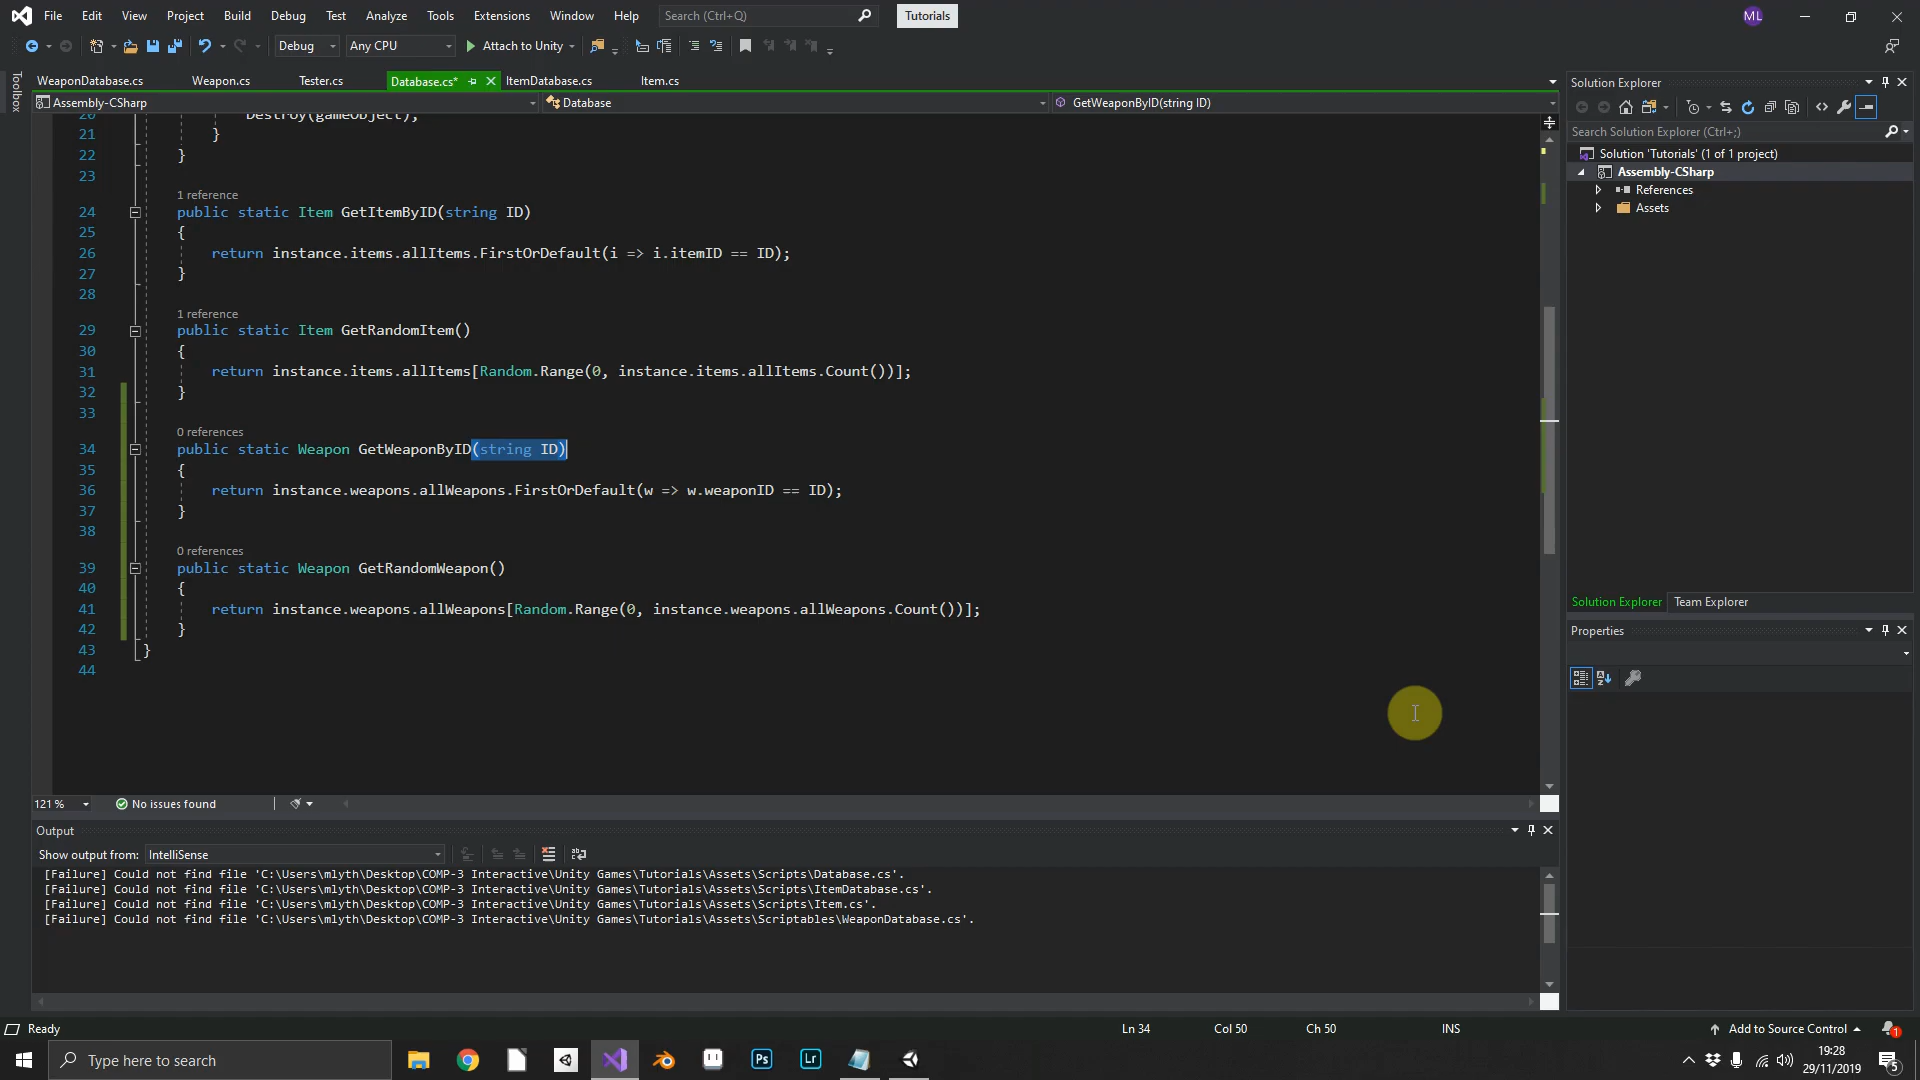 File Edit View Project Build Debug Test Analyze Tools Extensions Window Help Search (Ctrl+Q) Tutorials ML
Debug Any CPU Attach to Unity
Toolbox
WeaponDatabase.cs Weapon.cs Tester.cs Database.cs* ItemDatabase.cs Item.cs
Assembly-CSharp Database GetWeaponByID(string ID)
20 Destroy(gameObject);
21 }
22 }
23
1 reference
24 public static Item GetItemByID(string ID)
25 {
26 return instance.items.allItems.FirstOrDefault(i => i.itemID == ID);
27 }
28
1 reference
29 public static Item GetRandomItem()
30 {
31 return instance.items.allItems[Random.Range(0, instance.items.allItems.Count())];
32 }
33
0 references
34 public static Weapon GetWeaponByID(string ID)
35 {
36 return instance.weapons.allWeapons.FirstOrDefault(w => w.weaponID == ID);
37 }
38
0 references
39 public static Weapon GetRandomWeapon()
40 {
41 return instance.weapons.allWeapons[Random.Range(0, instance.weapons.allWeapons.Count())];
42 }
43 }
44
121 % No issues found
Output
Show output from: IntelliSense
[Failure] Could not find file 'C:\Users\mlyth\Desktop\COMP-3 Interactive\Unity Games\Tutorials\Assets\Scripts\Database.cs'.
[Failure] Could not find file 'C:\Users\mlyth\Desktop\COMP-3 Interactive\Unity Games\Tutorials\Assets\Scripts\ItemDatabase.cs'.
[Failure] Could not find file 'C:\Users\mlyth\Desktop\COMP-3 Interactive\Unity Games\Tutorials\Assets\Scripts\Item.cs'.
[Failure] Could not find file 'C:\Users\mlyth\Desktop\COMP-3 Interactive\Unity Games\Tutorials\Assets\Scriptables\WeaponDatabase.cs'.
Solution Explorer
Search Solution Explorer (Ctrl+;)
Solution 'Tutorials' (1 of 1 project)
Assembly-CSharp
References
Assets
Solution Explorer Team Explorer
Properties
Ready Ln 34 Col 50 Ch 50 INS Add to Source Control 1
Type here to search Ps Lr 19:28
29/11/2019 5